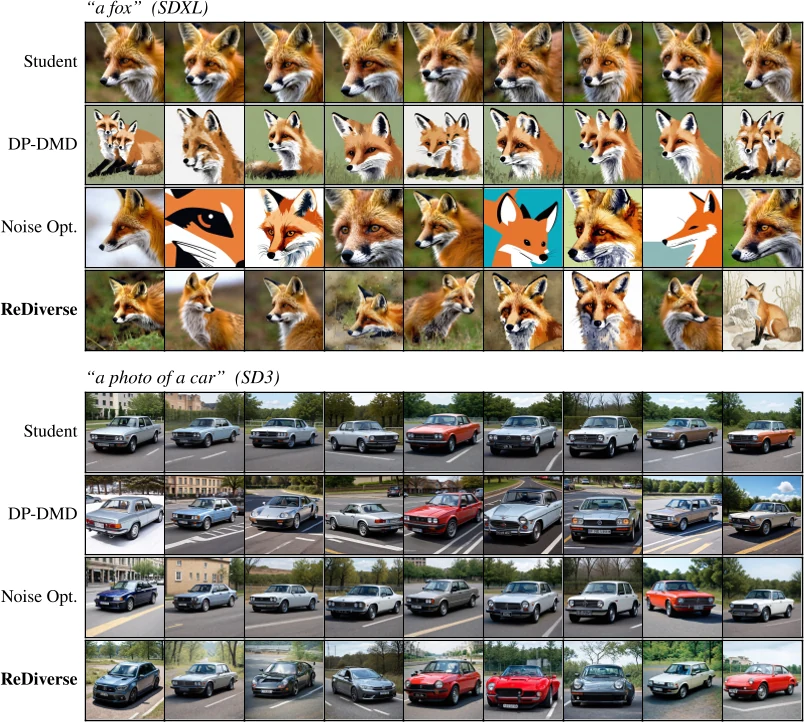 “a fox” (SDXL)
Student
DP-DMD
Noise Opt.
ReDiverse
“a photo of a car” (SD3)
Student
DP-DMD
Noise Opt.
ReDiverse